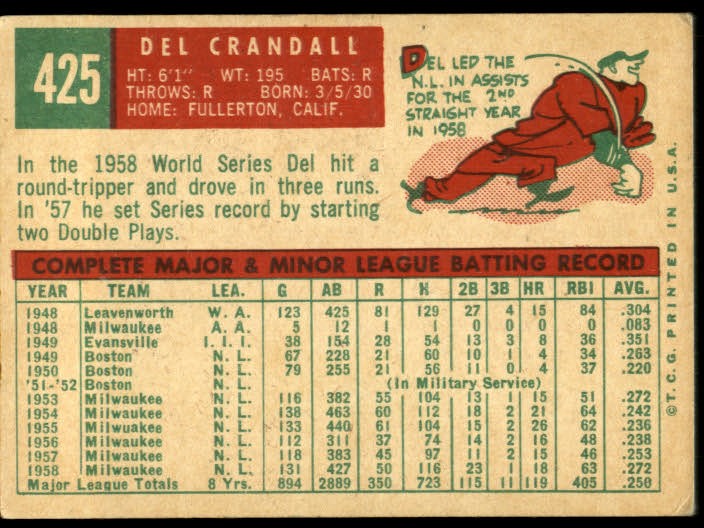 425
DEL CRANDALL
HT: 6'1" WT: 195 BATS: R
THROWS: R BORN: 3/5/30
HOME: FULLERTON, CALIF.
DEL LED THE
N.L. IN ASSISTS
FOR THE 2ND
STRAIGHT YEAR
IN 1958
In the 1958 World Series Del hit a
round-tripper and drove in three runs.
In '57 he set Series record by starting
two Double Plays.
COMPLETE MAJOR & MINOR LEAGUE BATTING RECORD
YEAR TEAM LEA. G AB R H 2B 3B HR RBI AVG.
1948 Leavenworth W. A. 123 425 81 129 27 4 15 84 .304
1948 Milwaukee A. A. 5 12 1 1 0 0 0 0 .083
1949 Evansville I. I. I. 38 154 28 54 13 3 8 36 .351
1949 Boston N. L. 67 228 21 60 10 1 4 34 .263
1950 Boston N. L. 79 255 21 56 11 0 4 37 .220
'51-'52 Boston N. L. (In Military Service)
1953 Milwaukee N. L. 116 382 55 104 13 1 15 51 .272
1954 Milwaukee N. L. 138 463 60 112 18 2 21 64 .242
1955 Milwaukee N. L. 133 440 61 104 15 2 26 62 .236
1956 Milwaukee N. L. 112 311 37 74 14 2 16 48 .238
1957 Milwaukee N. L. 118 383 45 97 11 2 15 46 .253
1958 Milwaukee N. L. 131 427 50 116 23 1 18 63 .272
Major League Totals 8 Yrs. 894 2889 350 723 115 11 119 405 .250
©T.C.G. PRINTED IN U.S.A.